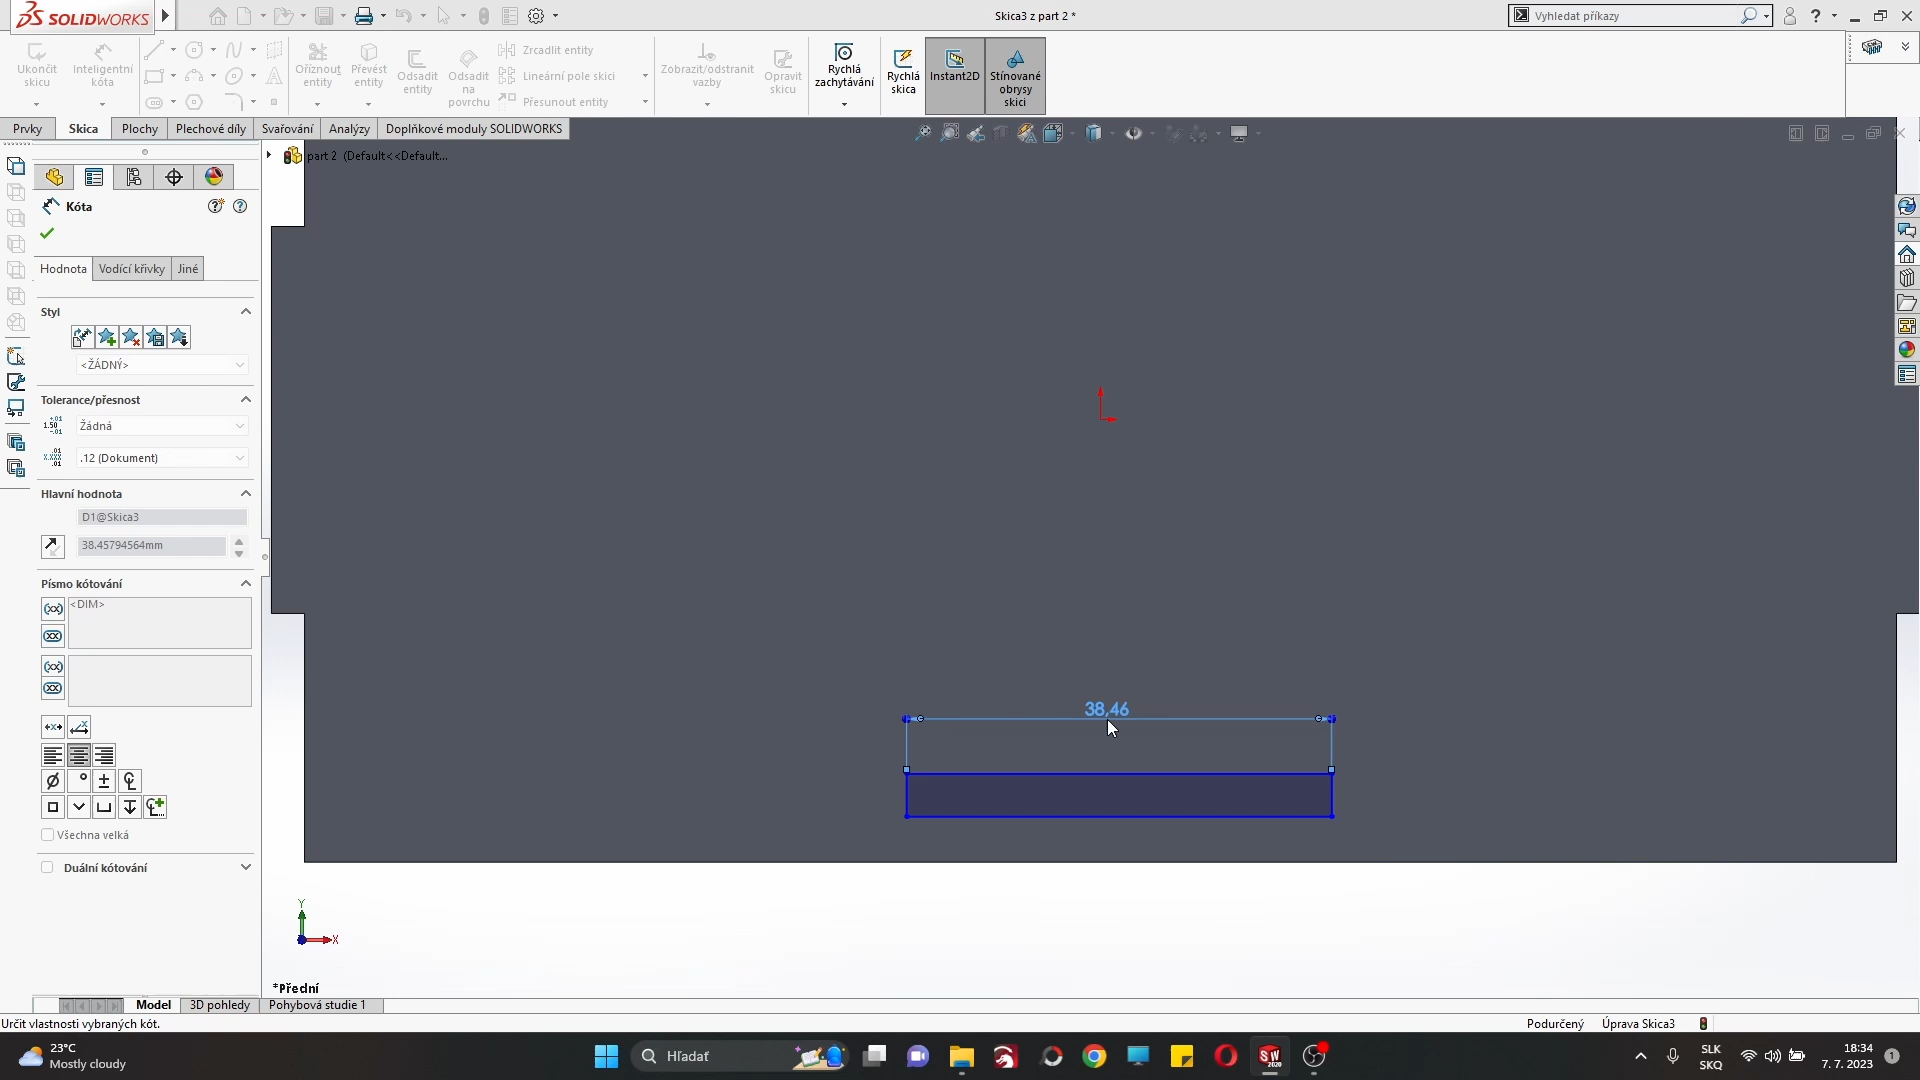 SOLIDWORKS
Skica3 z part 2 *
Vyhledat příkazy
Ukončit skicu
Inteligentní kóta
Oříznout entity
Převést entity
Odsadit entity
Odsadit na povrchu
Zrcadlit entity
Lineární pole skici
Přesunout entity
Zobrazit/odstranit vazby
Opravit skicu
Rychlá zachytávání
Rychlá skica
Instant2D
Stínované obrysy skici
Prvky
Skica
Plochy
Plechové díly
Svařování
Analýzy
Doplňkové moduly SOLIDWORKS
part 2 (Default<<Default...
Kóta
Hodnota
Vodící křivky
Jiné
Styl
<ŽÁDNÝ>
Tolerance/přesnost
Žádná
.12 (Dokument)
Hlavní hodnota
D1@Skica3
38.45794564mm
Písmo kótování
<DIM>
Všechna velká
Duální kótování
38,46
Y
X
*Přední
Model
3D pohledy
Pohybová studie 1
Určit vlastnosti vybraných kót.
Podurčený
Úprava Skica3
23°C
Mostly cloudy
Hľadať
SLK
SKQ
18:34
7. 7. 2023
1